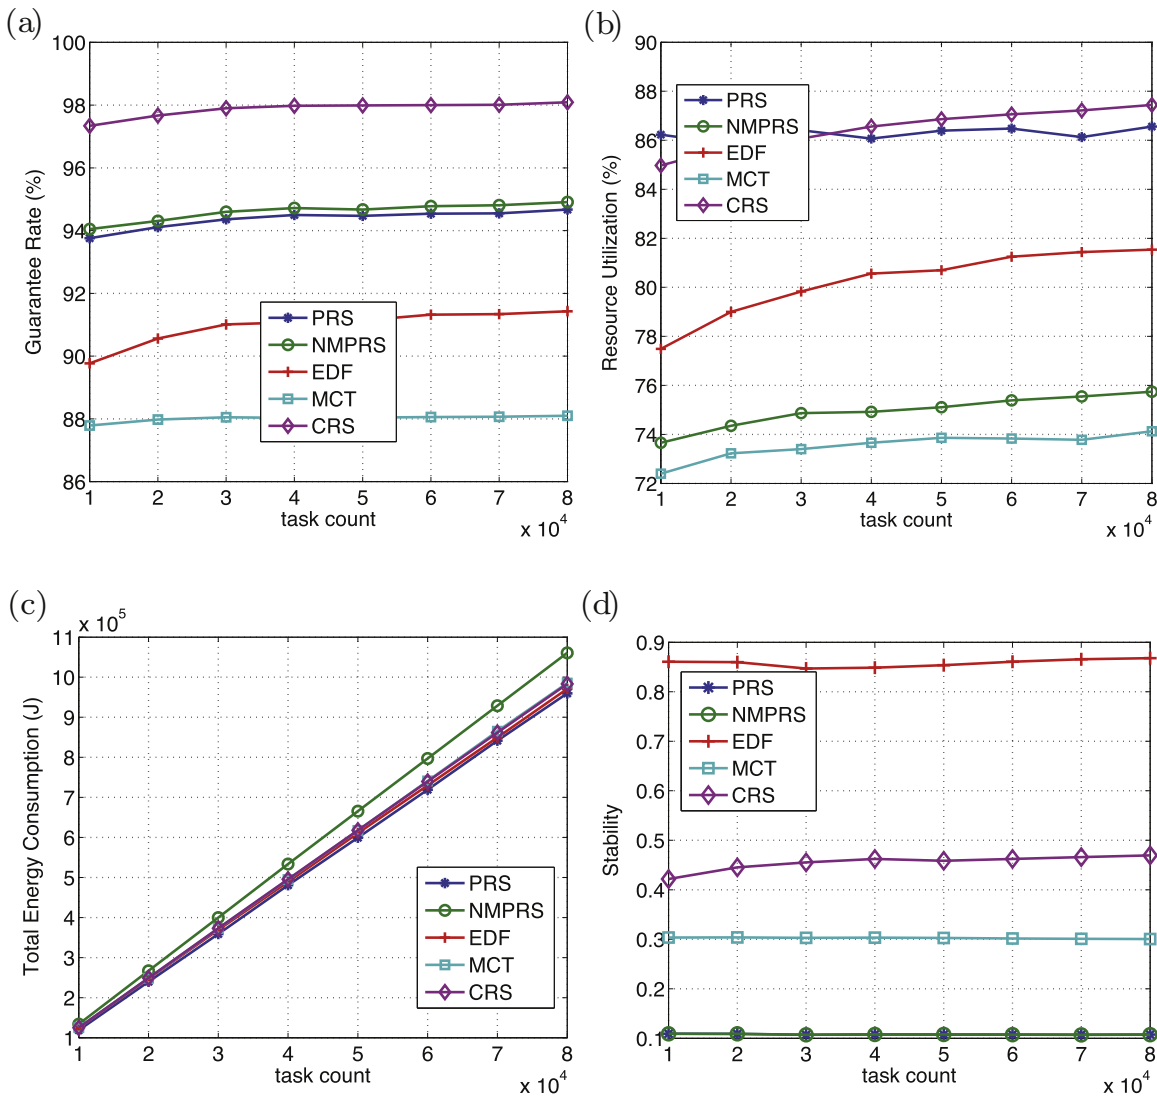 (a)
100
98
96
94
92
90
88
86
Guarantee Rate (%)
PRS
NMPRS
EDF
MCT
CRS
1 2 3 4 5 6 7 8
task count
x 10^4
(b)
90
88
86
84
82
80
78
76
74
72
Resource Utilization (%)
PRS
NMPRS
EDF
MCT
CRS
1 2 3 4 5 6 7 8
task count
x 10^4
(c)
x 10^5
11
10
9
8
7
6
5
4
3
2
1
Total Energy Consumption (J)
PRS
NMPRS
EDF
MCT
CRS
1 2 3 4 5 6 7 8
task count
x 10^4
(d)
0.9
0.8
0.7
0.6
0.5
0.4
0.3
0.2
0.1
Stability
PRS
NMPRS
EDF
MCT
CRS
1 2 3 4 5 6 7 8
task count
x 10^4